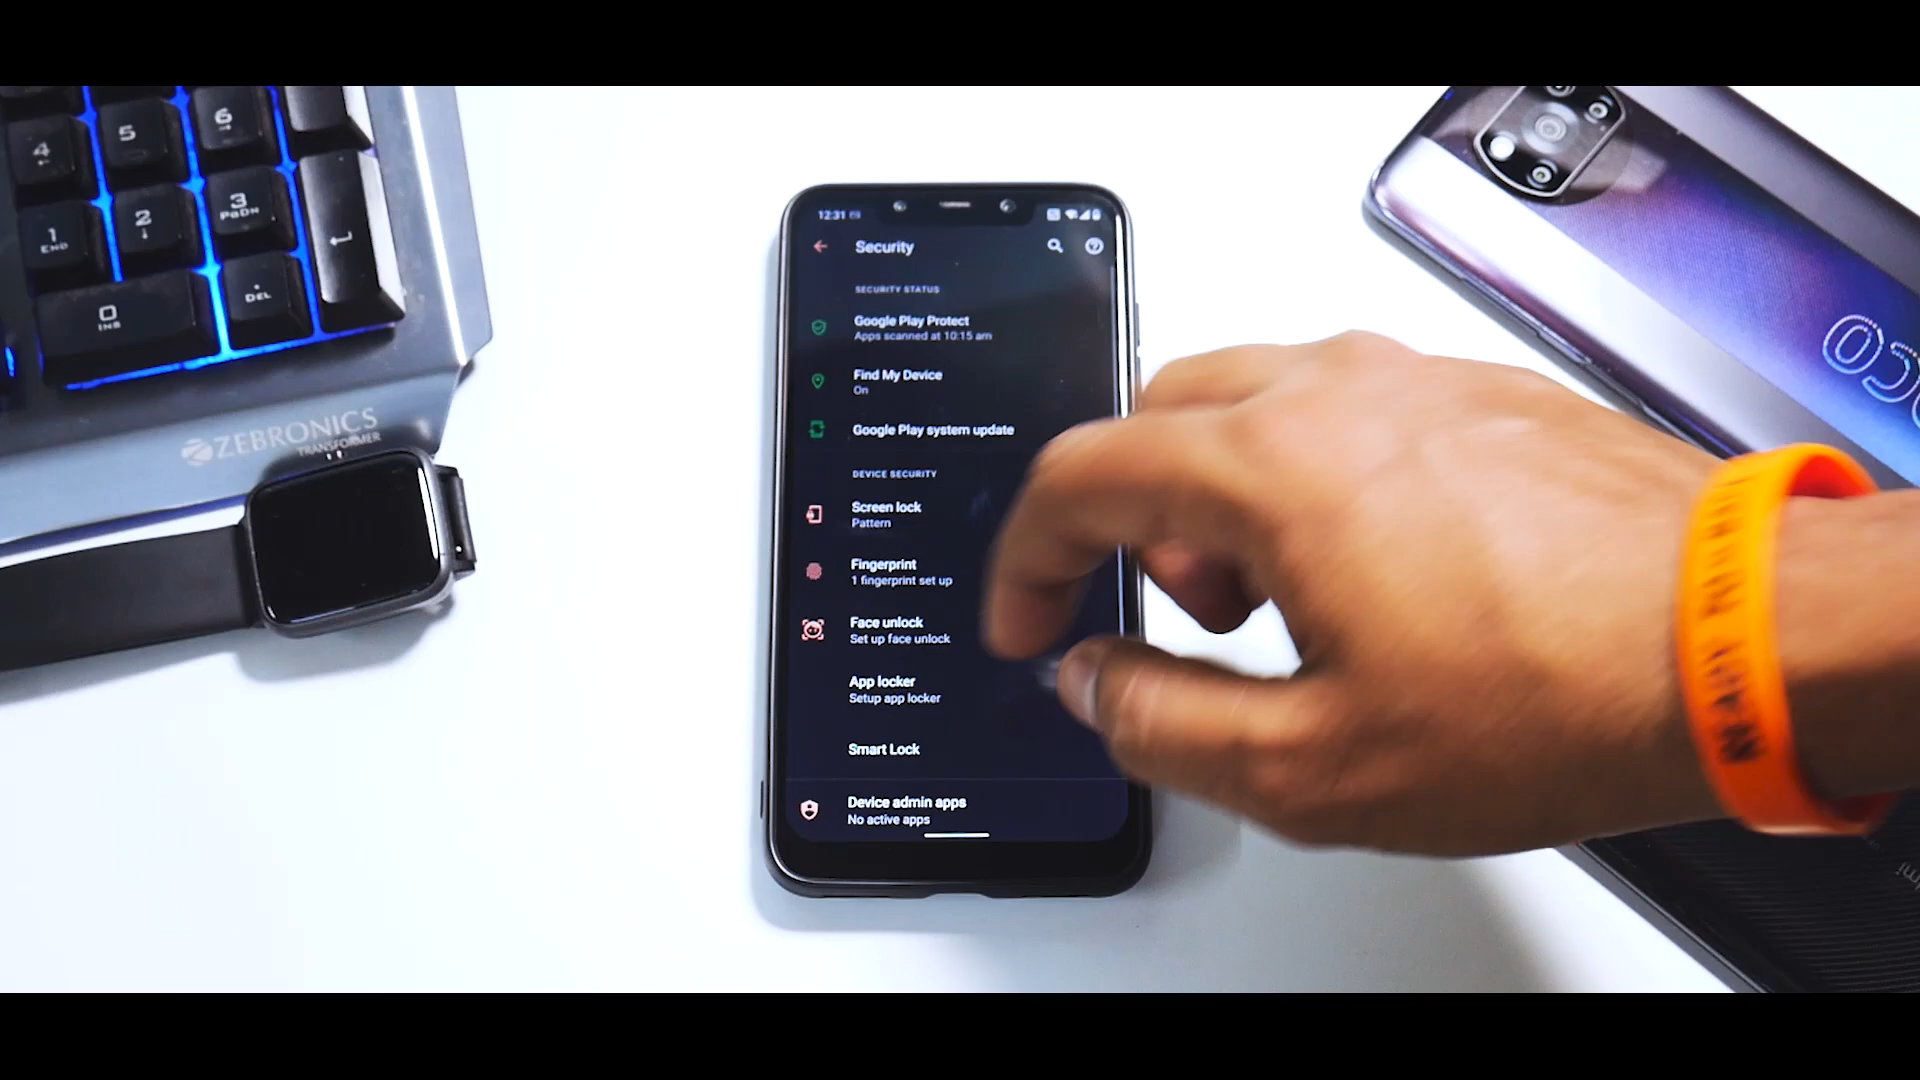 4
5
6
1
END
2
3
PGDN
0
INS
.
DEL
ZEBRONICS
TRANSFORMER
12:31
Security
SECURITY STATUS
Google Play Protect
Apps scanned at 10:15 am
Find My Device
On
Google Play system update
DEVICE SECURITY
Screen lock
Pattern
Fingerprint
1 fingerprint set up
Face unlock
Set up face unlock
App locker
Setup app locker
Smart Lock
Device admin apps
No active apps